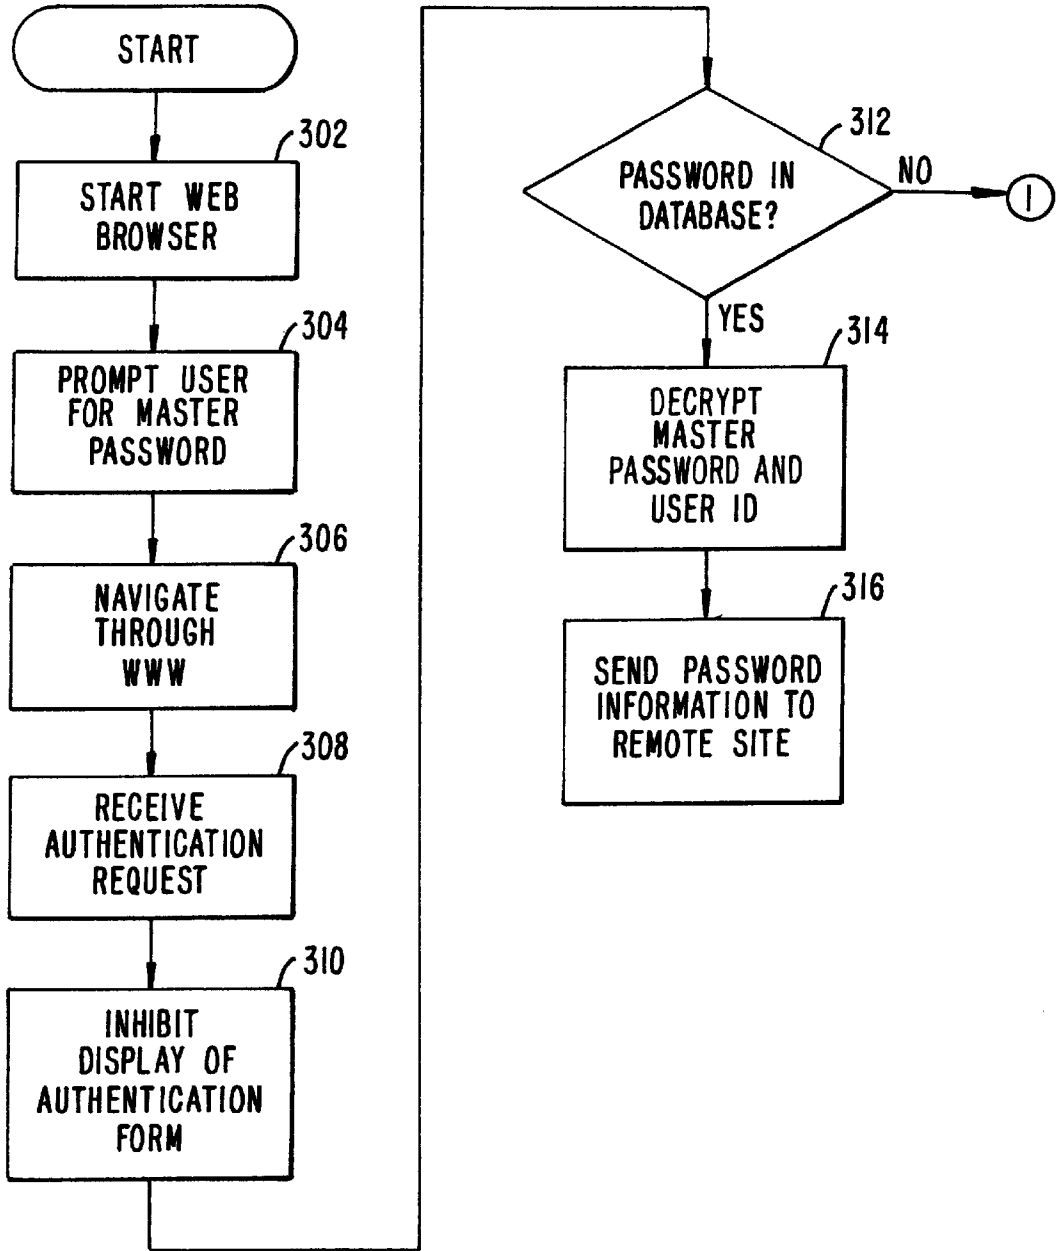 START
302
START WEB
BROWSER
304
PROMPT USER
FOR MASTER
PASSWORD
306
NAVIGATE
THROUGH
WWW
308
RECEIVE
AUTHENTICATION
REQUEST
310
INHIBIT
DISPLAY OF
AUTHENTICATION
FORM
312
PASSWORD IN
DATABASE?
NO
1
YES
314
DECRYPT
MASTER
PASSWORD AND
USER ID
316
SEND PASSWORD
INFORMATION TO
REMOTE SITE